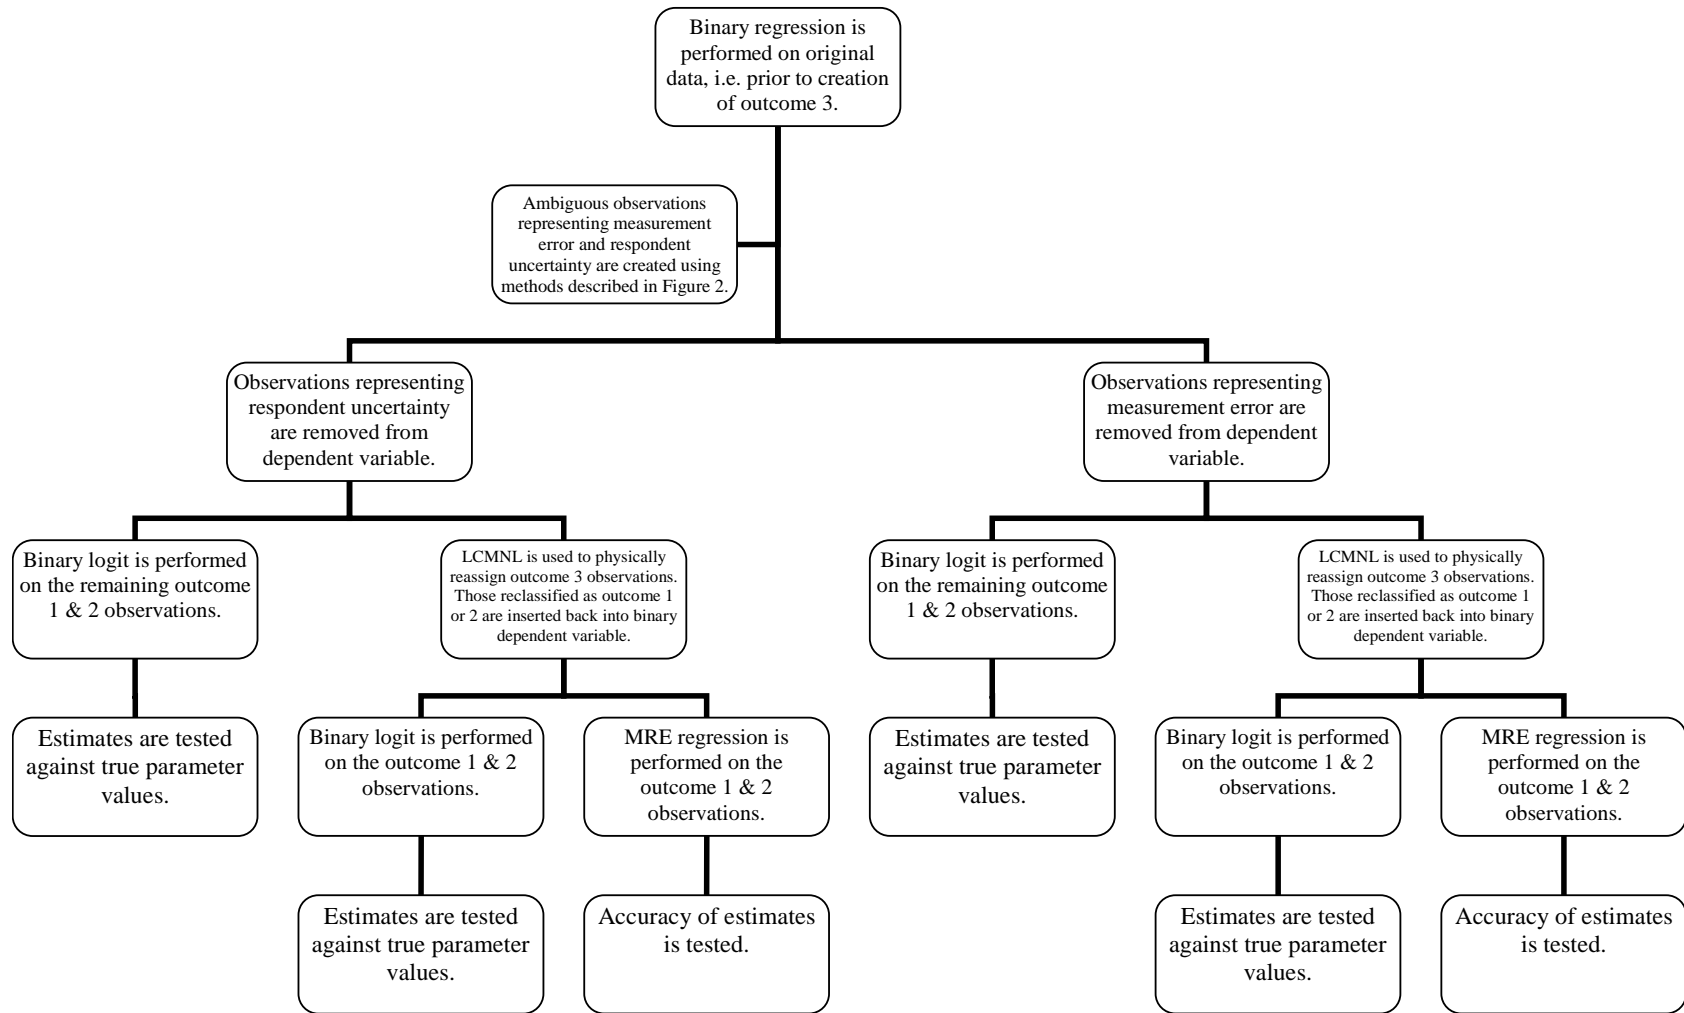 Binary regression is
performed on original
data, i.e. prior to creation
of outcome 3.
Ambiguous observations
representing measurement
error and respondent
uncertainty are created using
methods described in Figure 2.
Observations representing
respondent uncertainty
are removed from
dependent variable.
Observations representing
measurement error are
removed from dependent
variable.
Binary logit is performed
on the remaining outcome
1 & 2 observations.
LCMNL is used to physically
reassign outcome 3 observations.
Those reclassified as outcome 1
or 2 are inserted back into binary
dependent variable.
Binary logit is performed
on the remaining outcome
1 & 2 observations.
LCMNL is used to physically
reassign outcome 3 observations.
Those reclassified as outcome 1
or 2 are inserted back into binary
dependent variable.
Estimates are tested
against true parameter
values.
Binary logit is performed
on the outcome 1 & 2
observations.
MRE regression is
performed on the
outcome 1 & 2
observations.
Estimates are tested
against true parameter
values.
Binary logit is performed
on the outcome 1 & 2
observations.
MRE regression is
performed on the
outcome 1 & 2
observations.
Estimates are tested
against true parameter
values.
Accuracy of estimates
is tested.
Estimates are tested
against true parameter
values.
Accuracy of estimates
is tested.